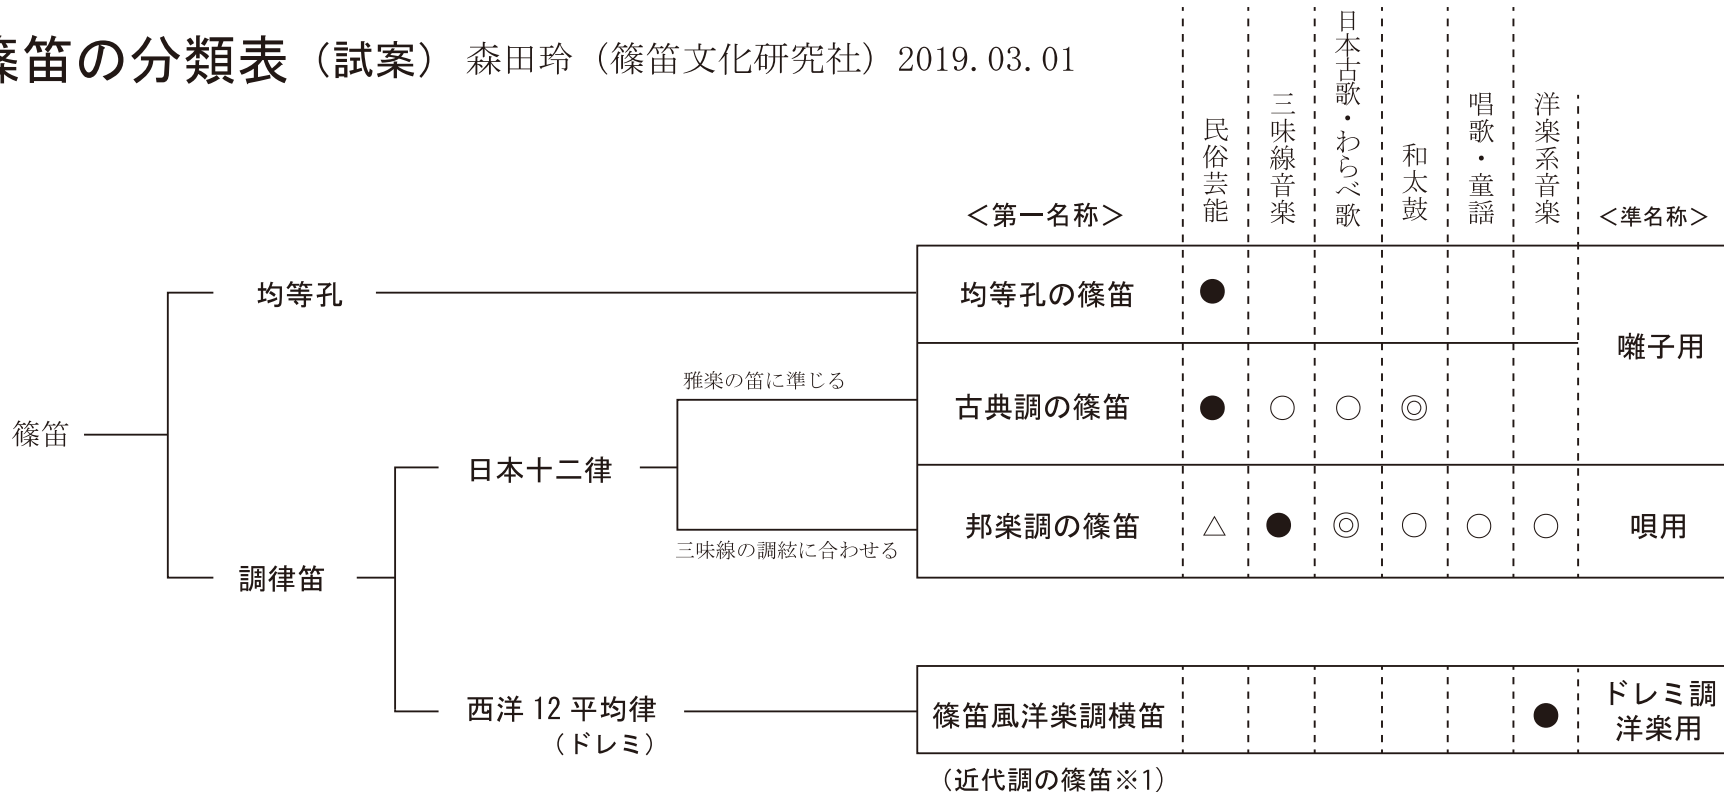 篠笛の分類表（試案） 森田玲（篠笛文化研究社）2019.03.01
民俗芸能
三味線音楽
日本古歌・わらべ歌
和太鼓
唱歌・童謡
洋楽系音楽
＜第一名称＞
＜準名称＞
篠笛
均等孔
調律笛
日本十二律
西洋 12 平均律
（ドレミ）
雅楽の笛に準じる
三味線の調絃に合わせる
均等孔の篠笛 ●
囃子用
古典調の篠笛 ● ○ ○ ◎
邦楽調の篠笛 △ ● ◎ ○ ○ ○ 唄用
篠笛風洋楽調横笛 ●
ドレミ調
洋楽用
（近代調の篠笛※1）